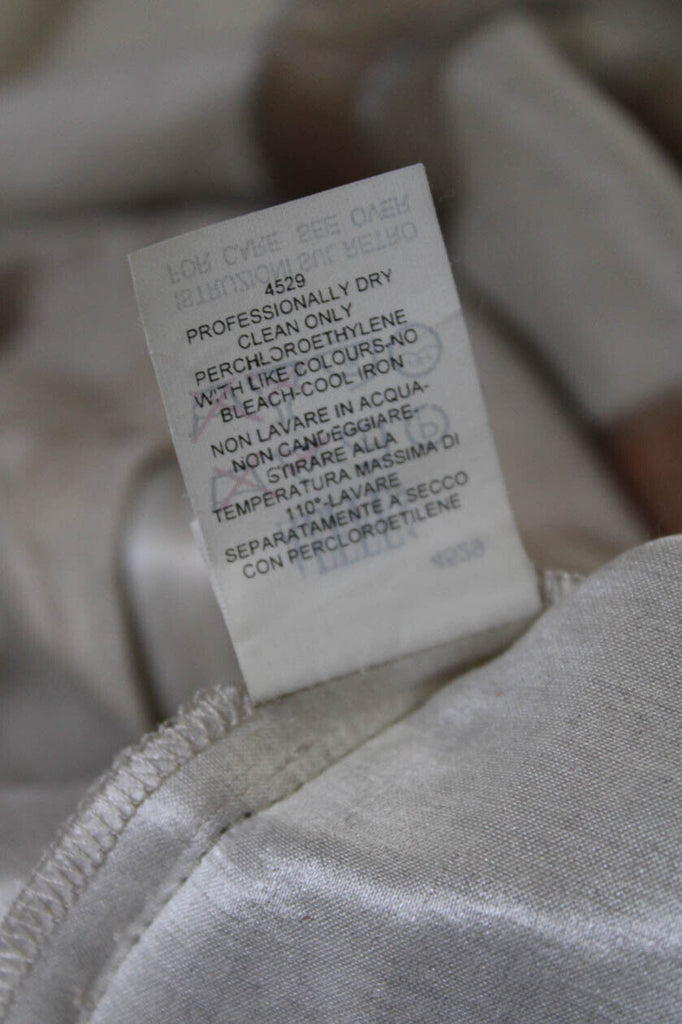 FOR CARE SEE OVER
ISTRUZIONI SUL RETRO
4529
PROFESSIONALLY DRY
CLEAN ONLY
PERCHLOROETHYLENE
WITH LIKE COLOURS-NO
BLEACH-COOL IRON
NON LAVARE IN ACQUA-
NON CANDEGGIARE-
STIRARE ALLA
TEMPERATURA MASSIMA DI
110°-LAVARE
SEPARATAMENTE A SECCO
CON PERCLOROETILENE
4529